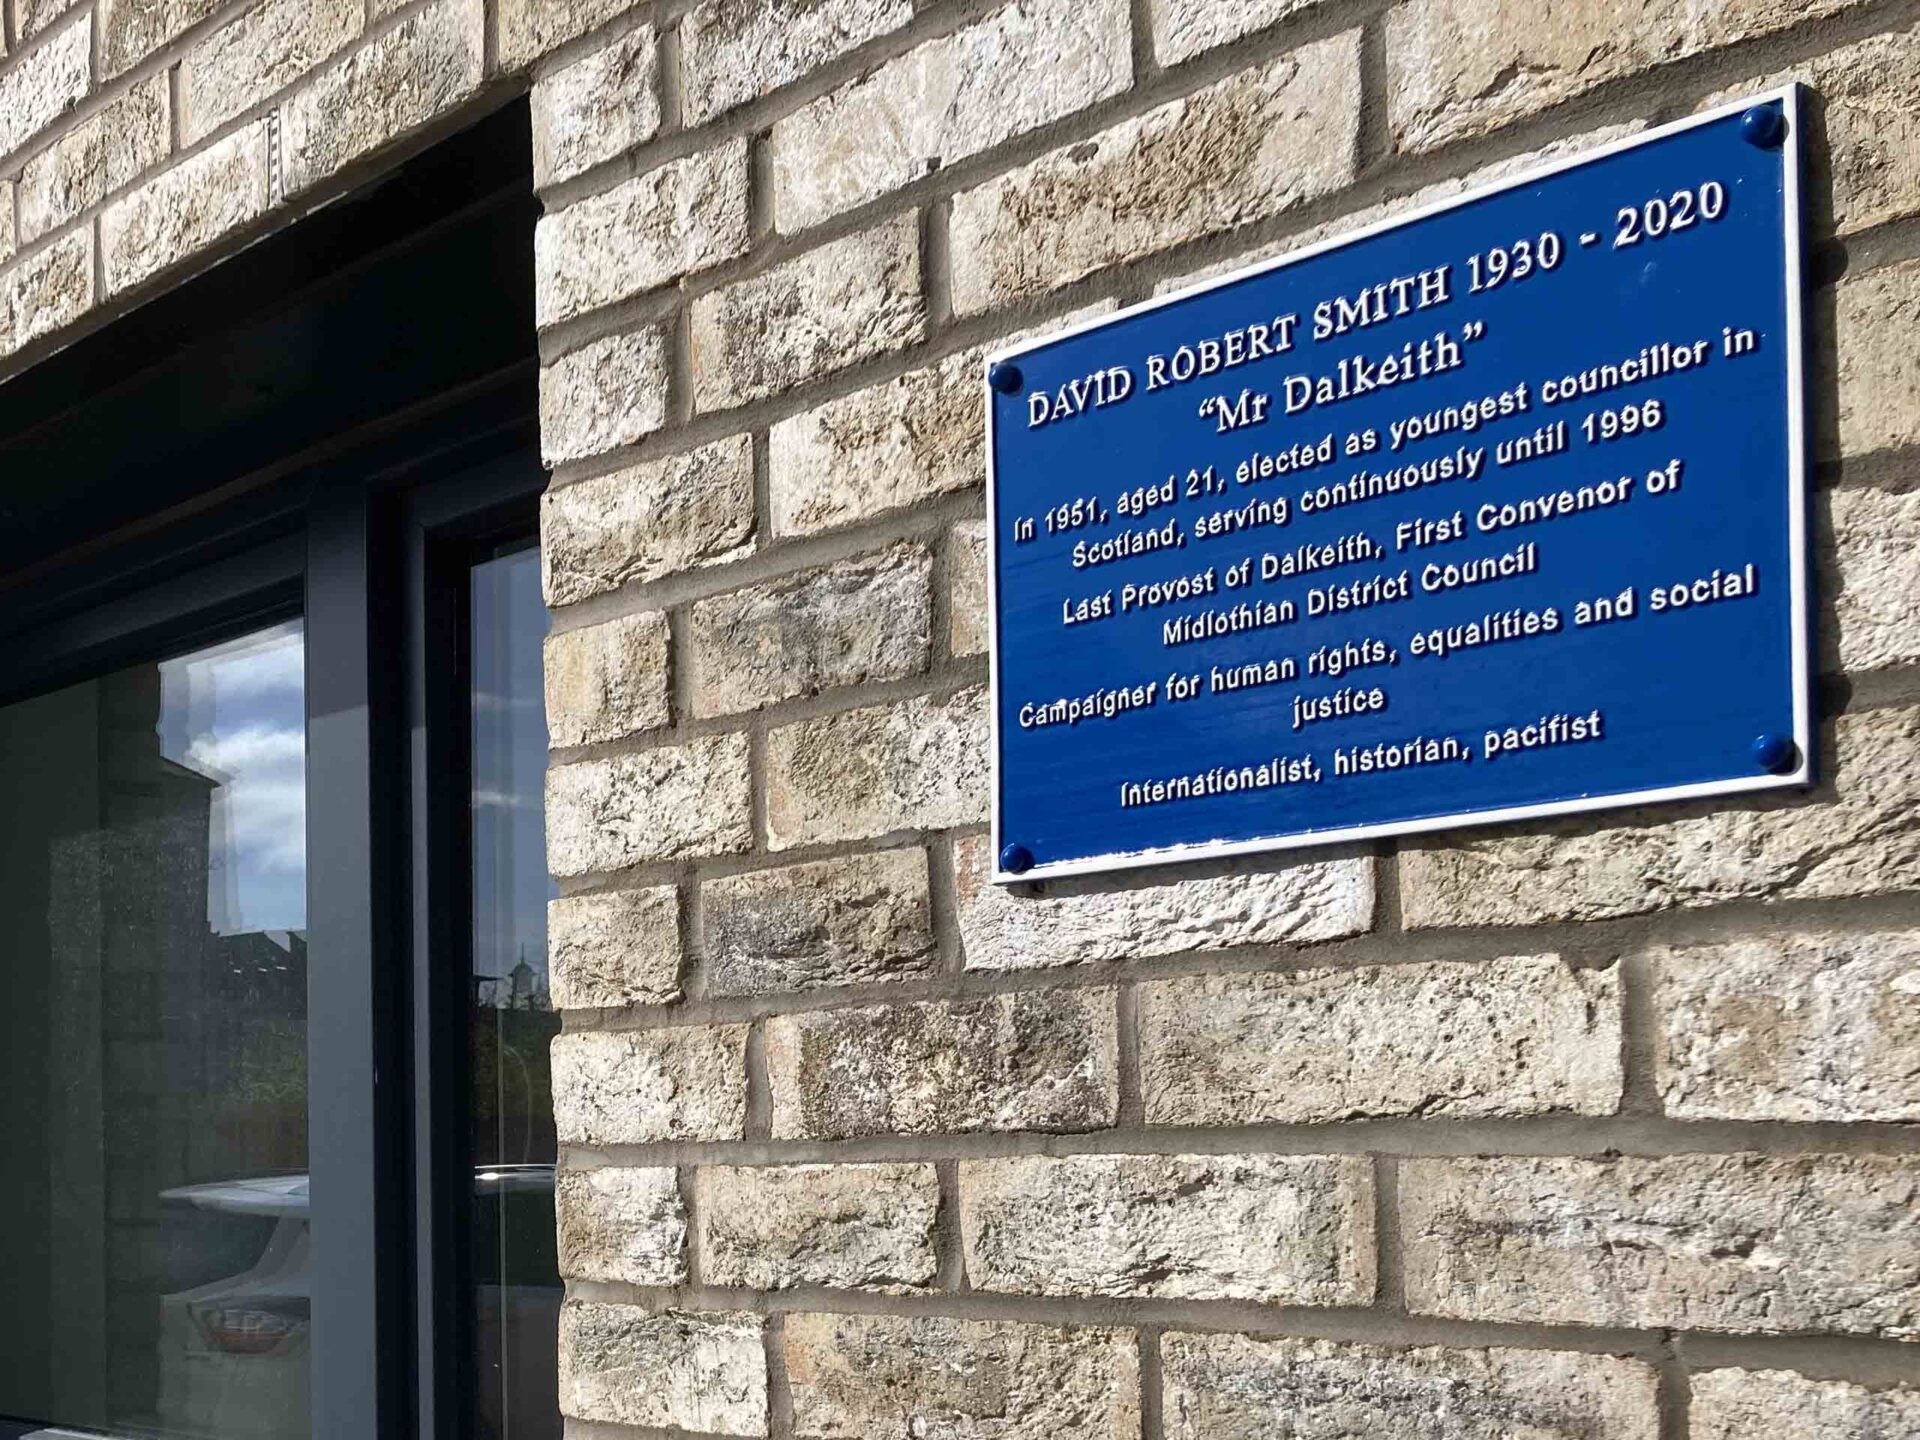 DAVID ROBERT SMITH 1930 - 2020
“Mr Dalkeith”
In 1951, aged 21, elected as youngest councillor in
Scotland, serving continuously until 1996
Last Provost of Dalkeith, First Convenor of
Midlothian District Council
Campaigner for human rights, equalities and social
justice
Internationalist, historian, pacifist